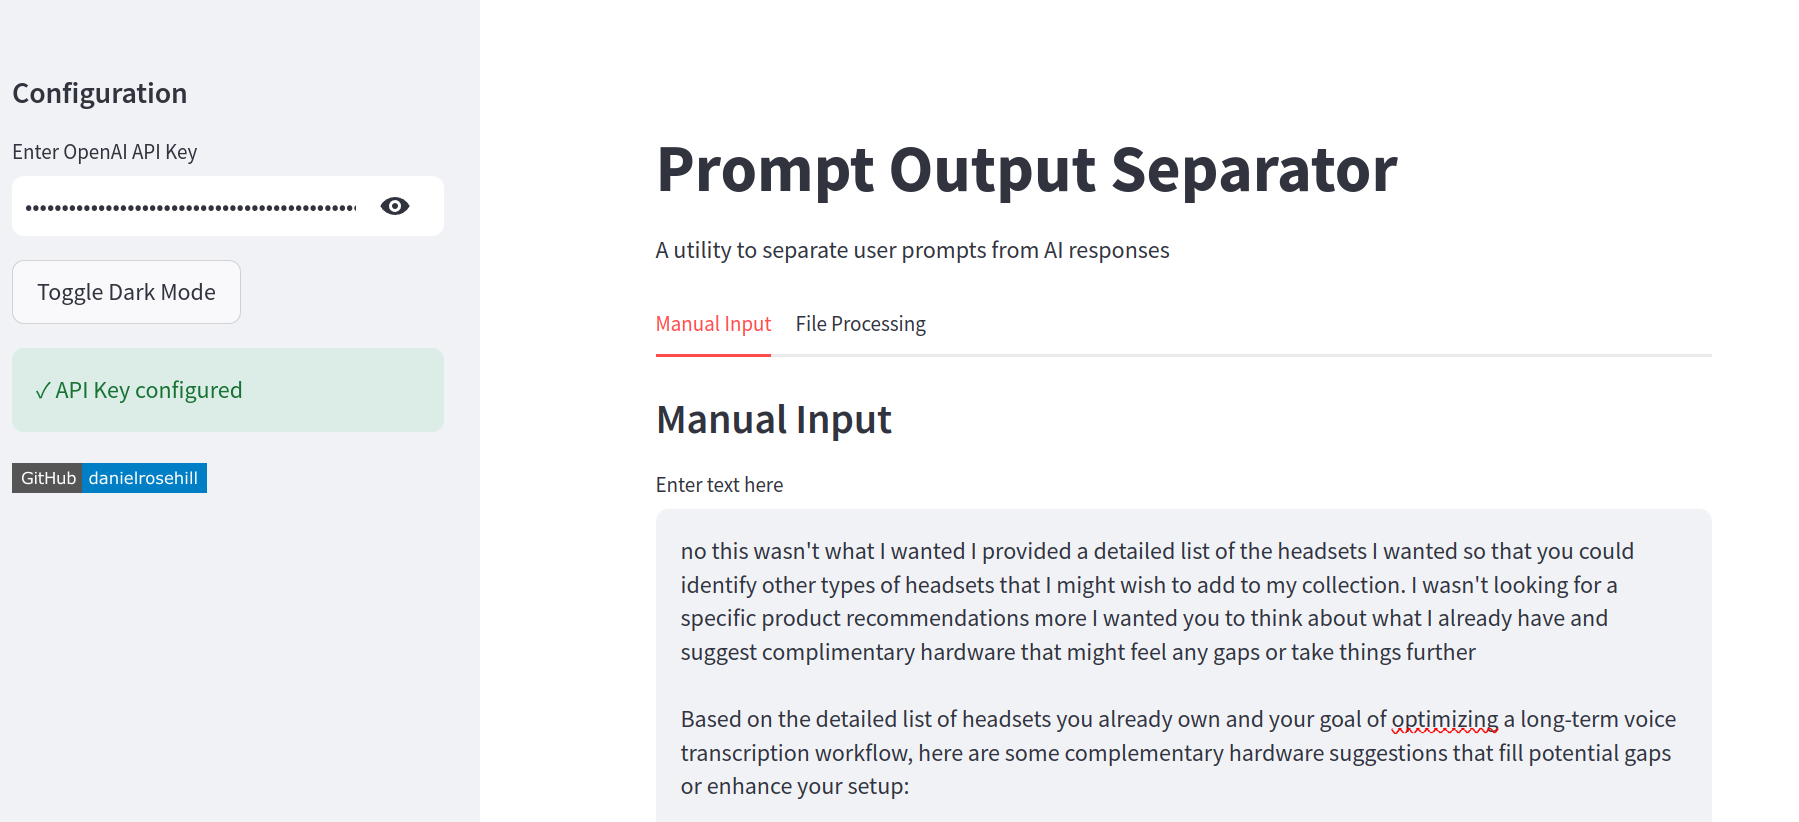 Configuration
Enter OpenAI API Key
Toggle Dark Mode
✓ API Key configured
GitHub danielrosehill
Prompt Output Separator
A utility to separate user prompts from AI responses
Manual Input File Processing
Manual Input
Enter text here
no this wasn't what I wanted I provided a detailed list of the headsets I wanted so that you could
identify other types of headsets that I might wish to add to my collection. I wasn't looking for a
specific product recommendations more I wanted you to think about what I already have and
suggest complimentary hardware that might feel any gaps or take things further
Based on the detailed list of headsets you already own and your goal of optimizing a long-term voice
transcription workflow, here are some complementary hardware suggestions that fill potential gaps
or enhance your setup: